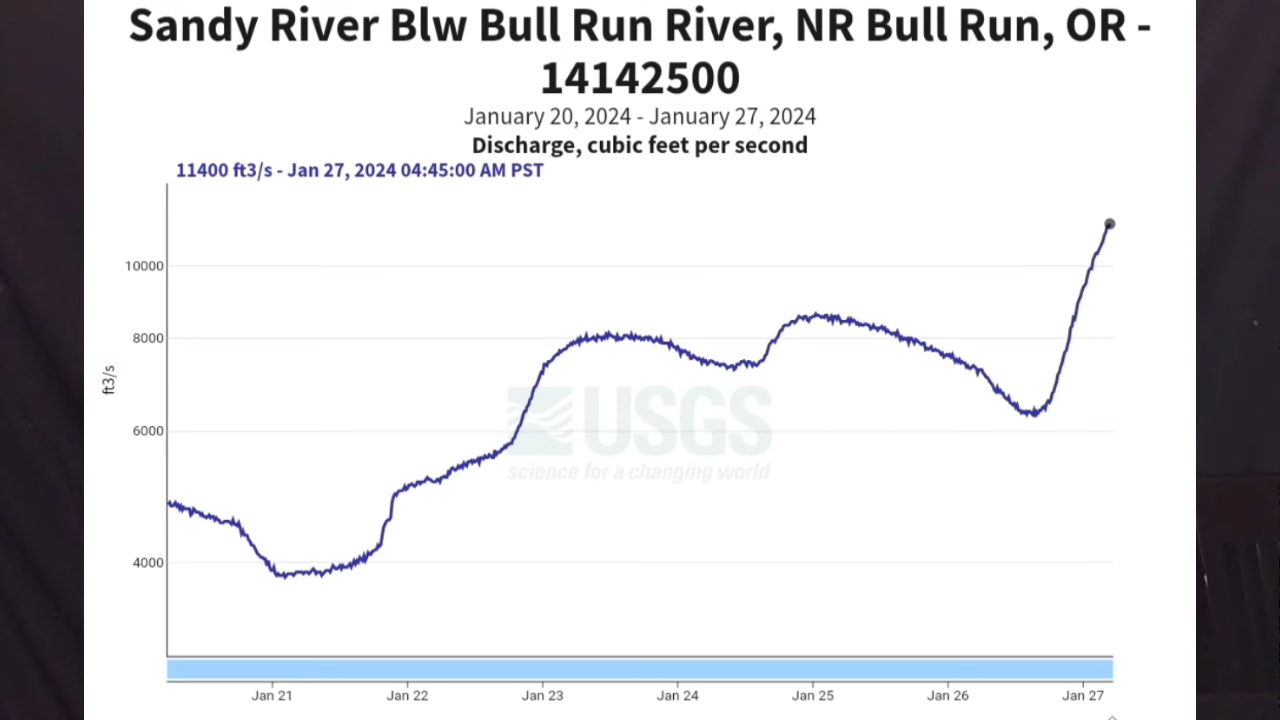 Sandy River Blw Bull Run River, NR Bull Run, OR -
14142500
January 20, 2024 - January 27, 2024
Discharge, cubic feet per second
11400 ft3/s - Jan 27, 2024 04:45:00 AM PST
10000
8000
ft3/s
6000
4000
USGS
science for a changing world
Jan 21 Jan 22 Jan 23 Jan 24 Jan 25 Jan 26 Jan 27